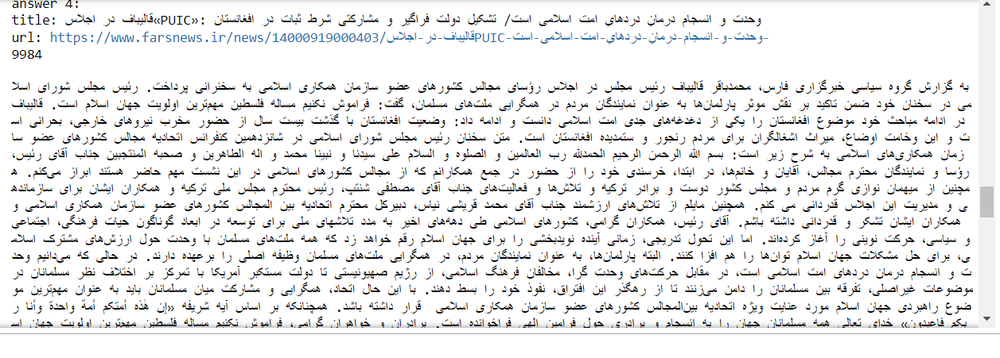 answer 4:
title: قالیباف در اجلاس«PUIC»: وحدت و انسجام درمانِ دردهایِ امت اسلامی است/ تشکیل دولت فراگیر و مشارکتی شرط ثبات در افغانستان
url: https://www.farsnews.ir/news/14000919000403/قالیباف-در-اجلاس-PUIC-وحدت-و-انسجام-درمانِ-دردهایِ-امت-اسلامی-است-
9984
به گزارش گروه سیاسی خبرگزاری فارس، محمدباقر قالیباف رئیس مجلس در اجلاس رؤسای مجالس کشورهای عضو سازمان همکاری اسلامی به سخنرانی پرداخت. رئیس مجلس شورای اسلا
می در سخنان خود ضمن تاکید بر نقش موثر پارلمان‌ها به عنوان نمایندگان مردم در همگرایی ملت‌های مسلمان، گفت: فراموش نکنیم مساله فلسطین مهم‌ترین اولویت جهان اسلام است. قالیباف
در ادامه مباحث خود موضوع افغانستان را یکی از دغدغه‌های جدی امت اسلامی دانست و ادامه داد: وضعیت افغانستان با گذشت بیست سال از حضور مخرب نیروهای خارجی، بحرانی اس
ت و این وخامت اوضاع، میراث اشغالگران برای مردم رنجور و ستمدیده افغانستان است. متن سخنان رئیس مجلس شورای اسلامی در شانزدهمین کنفرانس اتحادیه مجالس کشورهای عضو سا
زمان همکاری‌های اسلامی به شرح زیر است: بسم الله الرحمن الرحیم الحمدلله رب العالمین و الصلوه و السلام علی سیدنا و نبینا محمد و اله الطاهرین و صحبه المنتجبین جناب آقای رئیس،
رؤسا و نمایندگان محترم مجالس، آقایان و خانم‌ها، در ابتدا، خرسندی خود را از حضور در جمع همکارانم که از مجالس کشورهای اسلامی در این نشست مهم حاضر هستند ابراز می‌کنم. ه
مچنین از میهمان نوازی گرم مردم و مجلس کشور دوست و برادر ترکیه و تلاش‌ها و فعالیت‌های جناب آقای مصطفی شنتپ، رئیس محترم مجلس ملی ترکیه و همکاران ایشان برای سازمانده
ی و مدیریت این اجلاس قدردانی می کنم. همچنین مایلم از تلاش‌های ارزشمند جناب آقای محمد قریشی نیاس، دبیرکل محترم اتحادیه بین المجالس کشورهای عضو سازمان همکاری اسلامی و
همکاران ایشان تشکر و قدردانی داشته باشم. آقای رئیس، همکاران گرامی، کشورهای اسلامی طی دهه‌های اخیر به مدد تلاشهای ملی برای توسعه در ابعاد گوناگون حیات فرهنگی، اجتماعی
و سیاسی، حرکت نوینی را آغاز کرده‌اند. اما این تحول تدریجی، زمانی آینده نویدبخشی را برای جهان اسلام رقم خواهد زد که همه ملت‌های مسلمان با وحدت حول ارزش‌های مشترک اسلام
ی، برای حل مشکلات جهان اسلام توان‌ها را هم افزا کنند. البته پارلمان‌ها، به عنوان نمایندگان مردم، در همگرایی ملت‌های مسلمان وظیفه اصلی را برعهده دارند. در حالی که می‌دانیم وحد
ت و انسجام درمان دردهای امت اسلامی است، در مقابل حرکت‌های وحدت گرا، مخالفان فرهنگ اسلامی، از رژیم صهیونیستی تا دولت مستکبر آمریکا با تمرکز بر اختلاف نظر مسلمانان در
موضوعات غیراصلی، تفرقه بین مسلمانان را دامن می‌زنند تا از رهگذر این افتراق، نفوذ خود را بسط دهند. با این حال اتحاد، همگرایی و مشارکت میان مسلمانان باید به عنوان مهم‌ترین مو
ضوع راهبردی جهان اسلام مورد عنایت ویژه اتحادیه بین‌المجالس کشورهای عضو سازمان همکاری اسلامی قرار داشته باشد. همچنانکه بر اساس آیه شریفه «إن هٰذه أمتكم أمة واحدة وأنا ر
بكم فاعبدون» خدای تعالی همه مسلمانان جهان را به انسجام و برادری حول فرامین الهی فراخوانده است. برادران و خواهران گرامی، فراموش نکنیم مساله فلسطین مهمترین اولویت جهان اس